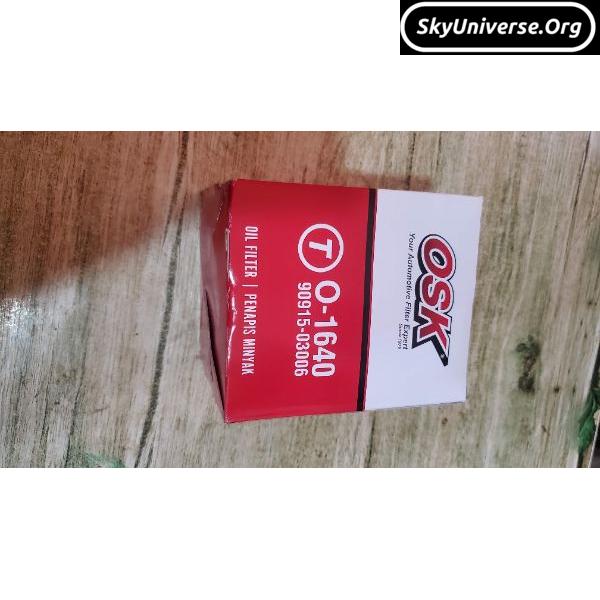 SkyUniverse.Org
OSK
Your Automotive Filter Expert
T O-1640
90915-03006
OIL FILTER | PENAPIS MINYAK